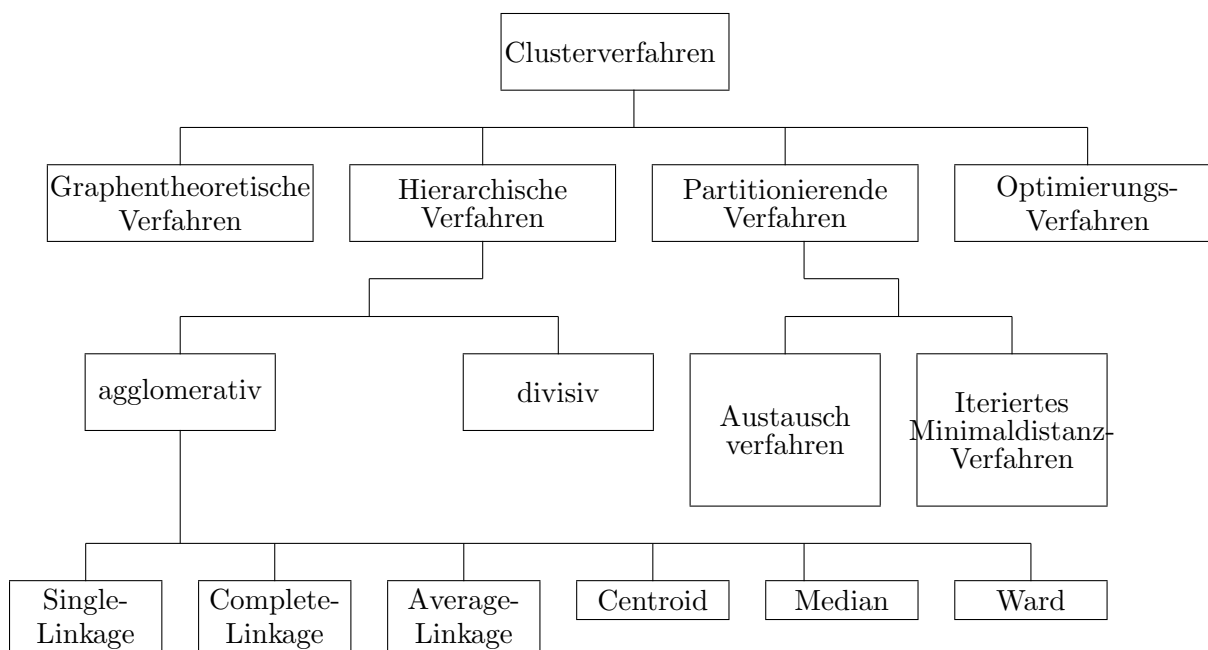 Clusterverfahren
Graphentheoretische
Verfahren
Hierarchische
Verfahren
Partitionierende
Verfahren
Optimierungs-
Verfahren
agglomerativ
divisiv
Austausch
verfahren
Iteriertes
Minimaldistanz-
Verfahren
Single-
Linkage
Complete-
Linkage
Average-
Linkage
Centroid
Median
Ward